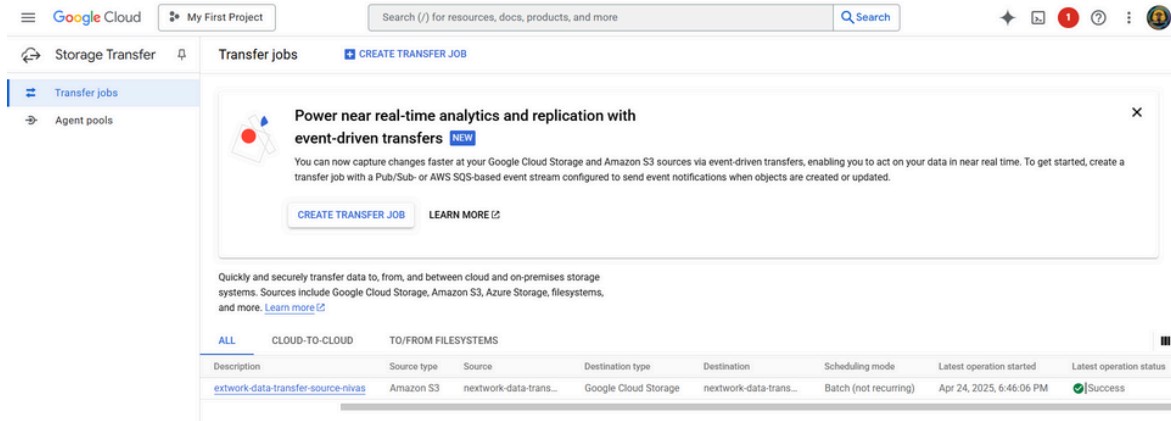 Google Cloud
My First Project
Search (/) for resources, docs, products, and more
Search
1
Storage Transfer
Transfer jobs
CREATE TRANSFER JOB
Transfer jobs
Agent pools
Power near real-time analytics and replication with
event-driven transfers NEW
You can now capture changes faster at your Google Cloud Storage and Amazon S3 sources via event-driven transfers, enabling you to act on your data in near real time. To get started, create a
transfer job with a Pub/Sub- or AWS SQS-based event stream configured to send event notifications when objects are created or updated.
CREATE TRANSFER JOB
LEARN MORE
Quickly and securely transfer data to, from, and between cloud and on-premises storage
systems. Sources include Google Cloud Storage, Amazon S3, Azure Storage, filesystems,
and more. Learn more
ALL CLOUD-TO-CLOUD TO/FROM FILESYSTEMS
Description Source type Source Destination type Destination Scheduling mode Latest operation started Latest operation status
extwork-data-transfer-source-nivas Amazon S3 nextwork-data-trans... Google Cloud Storage nextwork-data-trans... Batch (not recurring) Apr 24, 2025, 6:46:06 PM Success